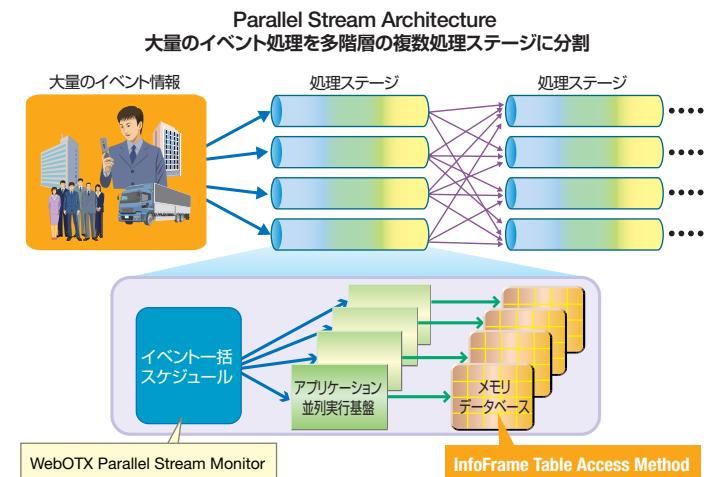 Parallel Stream Architecture
大量のイベント処理を多階層の複数処理ステージに分割
大量のイベント情報
処理ステージ
処理ステージ
イベント一括
スケジュール
アプリケーション
並列実行基盤
メモリ
データベース
WebOTX Parallel Stream Monitor
InfoFrame Table Access Method